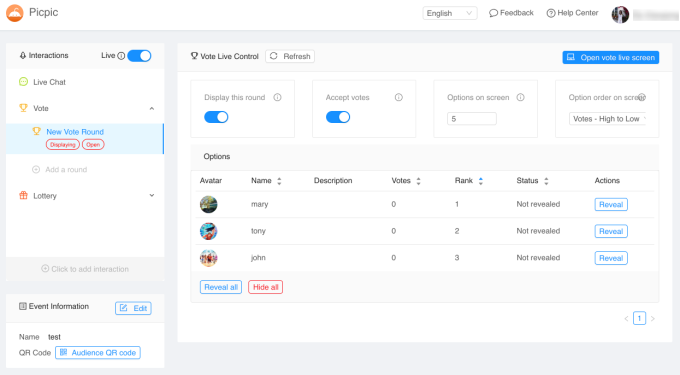 Picpic
English
Feedback
Help Center
Interactions
Live
Live Chat
Vote
New Vote Round
Displaying
Open
Add a round
Lottery
Click to add interaction
Event Information
Edit
Name test
QR Code Audience QR code
Vote Live Control
Refresh
Open vote live screen
Display this round
Accept votes
Options on screen
5
Option order on screen
Votes - High to Low
Options
Avatar Name Description Votes Rank Status Actions
mary 0 1 Not revealed Reveal
tony 0 2 Not revealed Reveal
john 0 3 Not revealed Reveal
Reveal all Hide all
< 1 >